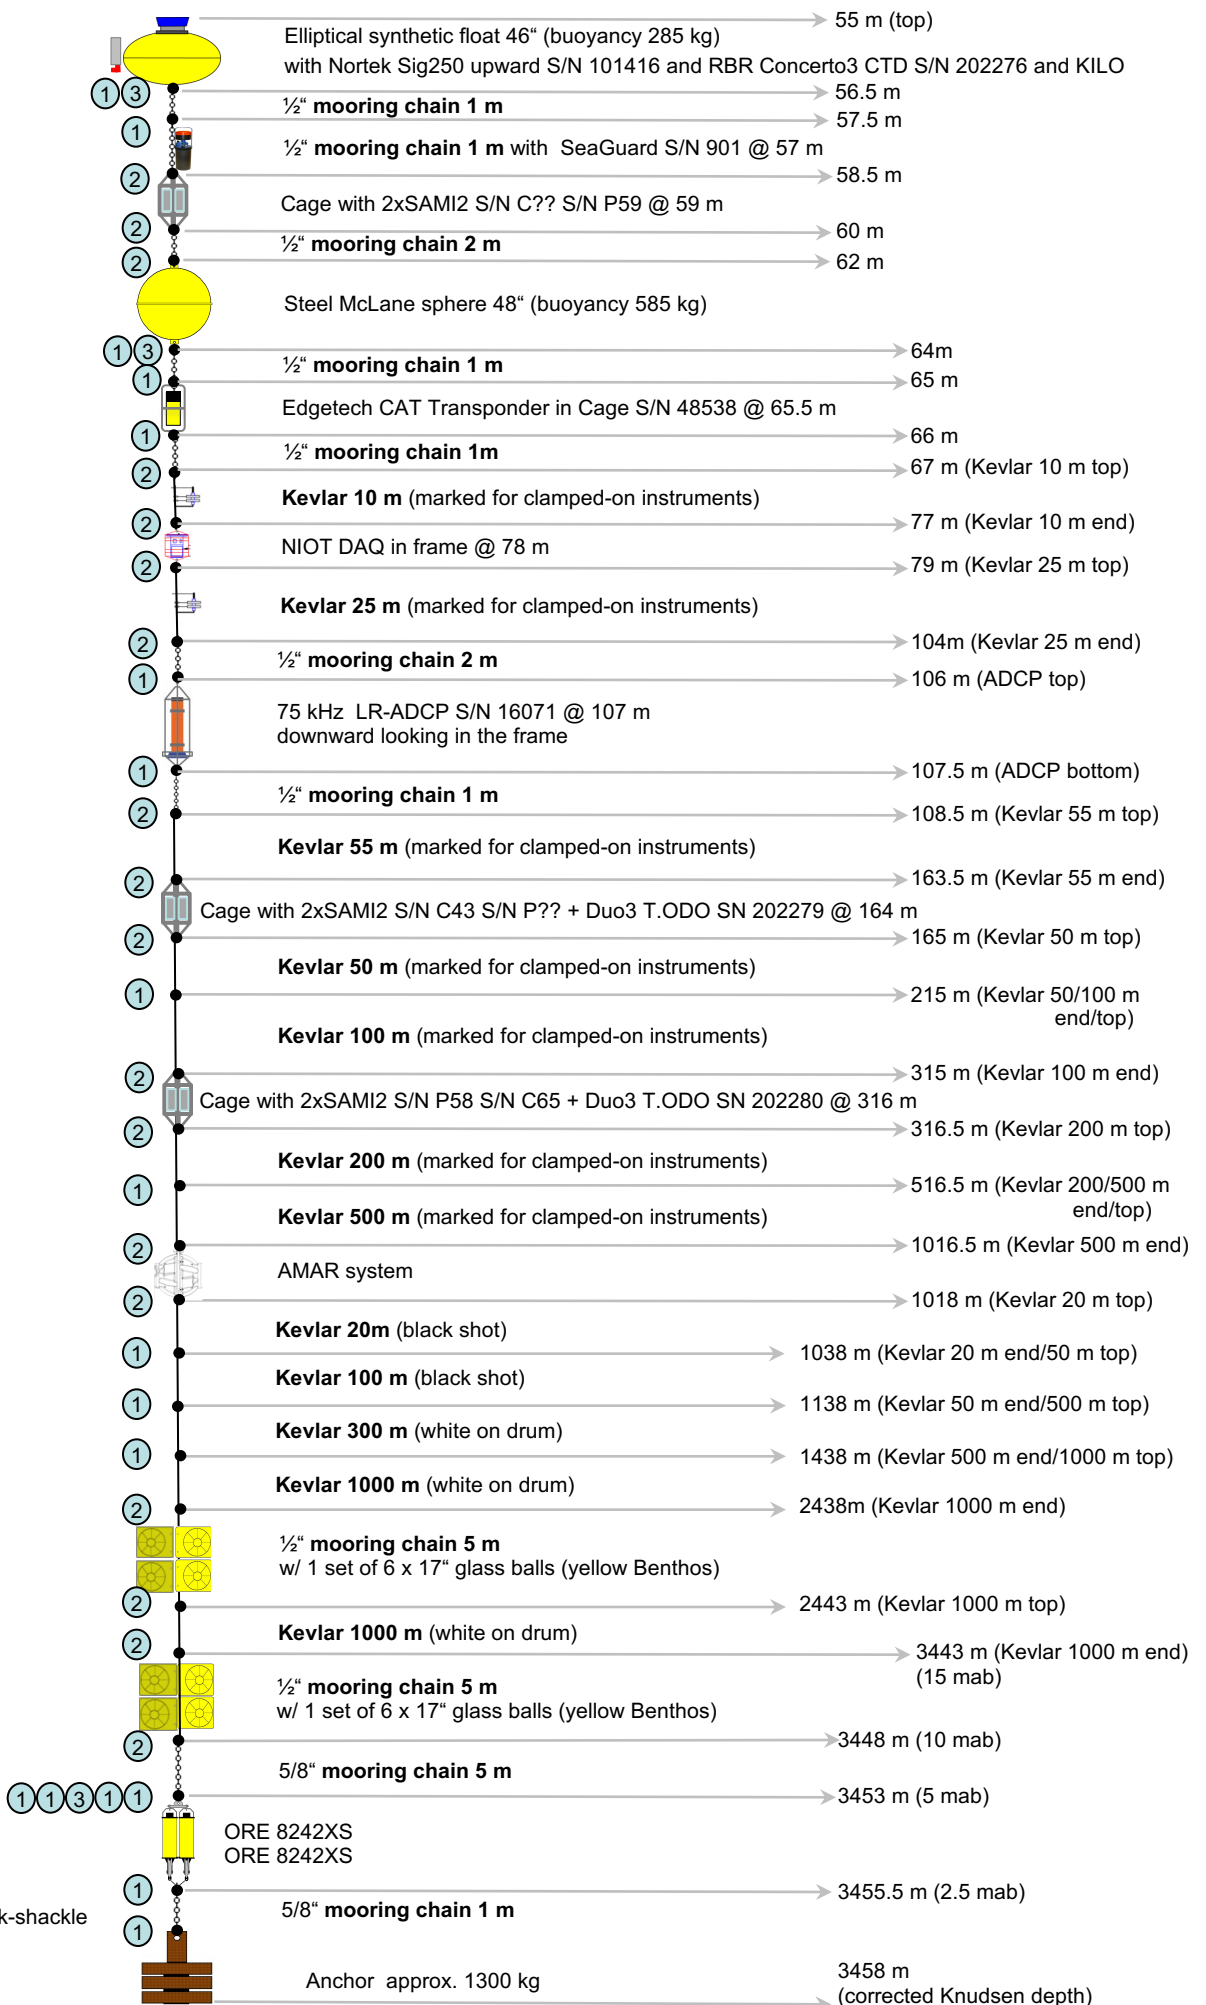 55 m (top)
Elliptical synthetic float 46“ (buoyancy 285 kg)
with Nortek Sig250 upward S/N 101416 and RBR Concerto3 CTD S/N 202276 and KILO
1 3
56.5 m
½“ mooring chain 1 m
57.5 m
1
½“ mooring chain 1 m with SeaGuard S/N 901 @ 57 m
2
58.5 m
Cage with 2xSAMI2 S/N C?? S/N P59 @ 59 m
2
60 m
½“ mooring chain 2 m
2
62 m
Steel McLane sphere 48“ (buoyancy 585 kg)
1 3
64m
½“ mooring chain 1 m
1
65 m
Edgetech CAT Transponder in Cage S/N 48538 @ 65.5 m
1
66 m
½“ mooring chain 1m
2
67 m (Kevlar 10 m top)
Kevlar 10 m (marked for clamped-on instruments)
2
77 m (Kevlar 10 m end)
NIOT DAQ in frame @ 78 m
2
79 m (Kevlar 25 m top)
Kevlar 25 m (marked for clamped-on instruments)
2
104m (Kevlar 25 m end)
½“ mooring chain 2 m
1
106 m (ADCP top)
75 kHz LR-ADCP S/N 16071 @ 107 m
downward looking in the frame
1
107.5 m (ADCP bottom)
½“ mooring chain 1 m
2
108.5 m (Kevlar 55 m top)
Kevlar 55 m (marked for clamped-on instruments)
2
163.5 m (Kevlar 55 m end)
Cage with 2xSAMI2 S/N C43 S/N P?? + Duo3 T.ODO SN 202279 @ 164 m
2
165 m (Kevlar 50 m top)
Kevlar 50 m (marked for clamped-on instruments)
1
215 m (Kevlar 50/100 m
end/top)
Kevlar 100 m (marked for clamped-on instruments)
2
315 m (Kevlar 100 m end)
Cage with 2xSAMI2 S/N P58 S/N C65 + Duo3 T.ODO SN 202280 @ 316 m
2
316.5 m (Kevlar 200 m top)
Kevlar 200 m (marked for clamped-on instruments)
1
516.5 m (Kevlar 200/500 m
end/top)
Kevlar 500 m (marked for clamped-on instruments)
2
1016.5 m (Kevlar 500 m end)
AMAR system
2
1018 m (Kevlar 20 m top)
Kevlar 20m (black shot)
1
1038 m (Kevlar 20 m end/50 m top)
Kevlar 100 m (black shot)
1
1138 m (Kevlar 50 m end/500 m top)
Kevlar 300 m (white on drum)
1
1438 m (Kevlar 500 m end/1000 m top)
Kevlar 1000 m (white on drum)
2
2438m (Kevlar 1000 m end)
½“ mooring chain 5 m
w/ 1 set of 6 x 17“ glass balls (yellow Benthos)
2
2443 m (Kevlar 1000 m top)
Kevlar 1000 m (white on drum)
2
3443 m (Kevlar 1000 m end)
(15 mab)
½“ mooring chain 5 m
w/ 1 set of 6 x 17“ glass balls (yellow Benthos)
2
3448 m (10 mab)
5/8“ mooring chain 5 m
1 1 3 1 1
3453 m (5 mab)
ORE 8242XS
ORE 8242XS
1
3455.5 m (2.5 mab)
5/8“ mooring chain 1 m
k-shackle
1
Anchor approx. 1300 kg
3458 m
(corrected Knudsen depth)